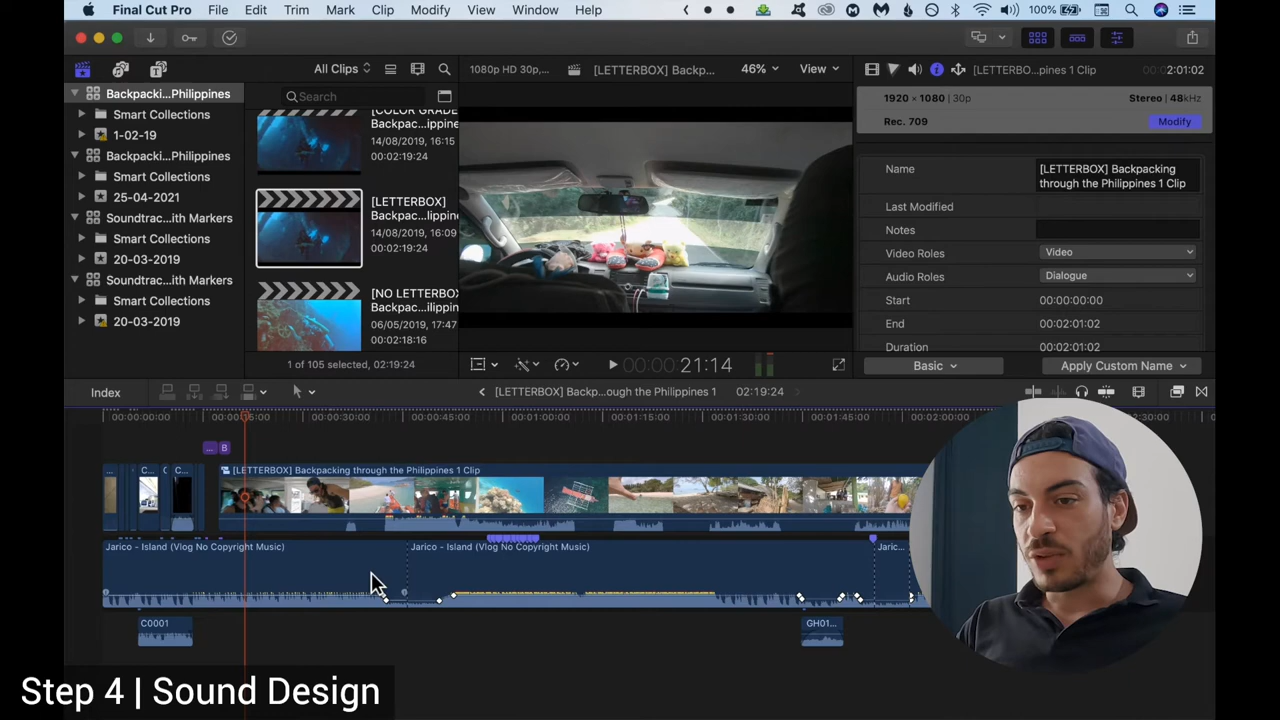 Final Cut Pro File Edit Trim Mark Clip Modify View Window Help 100%
All Clips
1080p HD 30p,... [LETTERBOX] Backp... 46% View
[LETTERBO...pines 1 Clip 2:01:02
Backpacki...Philippines
Smart Collections
1-02-19
Backpacki...Philippines
Smart Collections
25-04-2021
Soundtrac...ith Markers
Smart Collections
20-03-2019
Soundtrac...ith Markers
Smart Collections
20-03-2019
Search
[COLOR GRADE
Backpac...ippine
14/08/2019, 16:15
00:02:19:24
[LETTERBOX]
Backpac...lippin
14/08/2019, 16:09
00:02:19:24
[NO LETTERBOX
Backpac...ilippin
06/05/2019, 17:47
00:02:18:16
1 of 105 selected, 02:19:24
00:00:00:21:14
1920 × 1080 | 30p Stereo | 48kHz
Rec. 709 Modify
Name [LETTERBOX] Backpacking
through the Philippines 1 Clip
Last Modified
Notes
Video Roles Video
Audio Roles Dialogue
Start 00:00:00:00
End 00:02:01:02
Duration 00:02:01:02
Basic Apply Custom Name
Index [LETTERBOX] Backp...ough the Philippines 1 02:19:24
00:00:00:00 00:00:15:00 00:00:30:00 00:00:45:00 00:01:00:00 00:01:15:00 00:01:30:00 00:01:45:00 00:02:00:00 2:30:00
... B
... C... C C... [LETTERBOX] Backpacking through the Philippines 1 Clip
Jarico - Island (Vlog No Copyright Music) Jarico - Island (Vlog No Copyright Music) Jaric...
C0001 GH01...
Step 4 | Sound Design